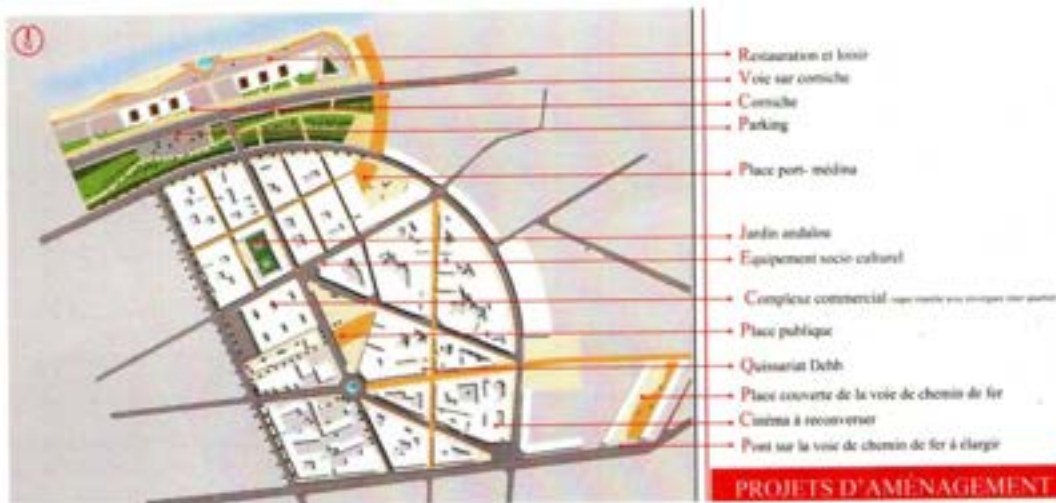 Restauration et loisir
Voie sur corniche
Corniche
Parking
Place port- médina
Jardin andalou
Equipement socio culturel
Complexe commercial
Place publique
Quissariat Dehb
Place couverte de la voie de chemin de fer
Cinéma à reconverser
Pont sur la voie de chemin de fer à élargir
PROJETS D'AMÉNAGEMENT